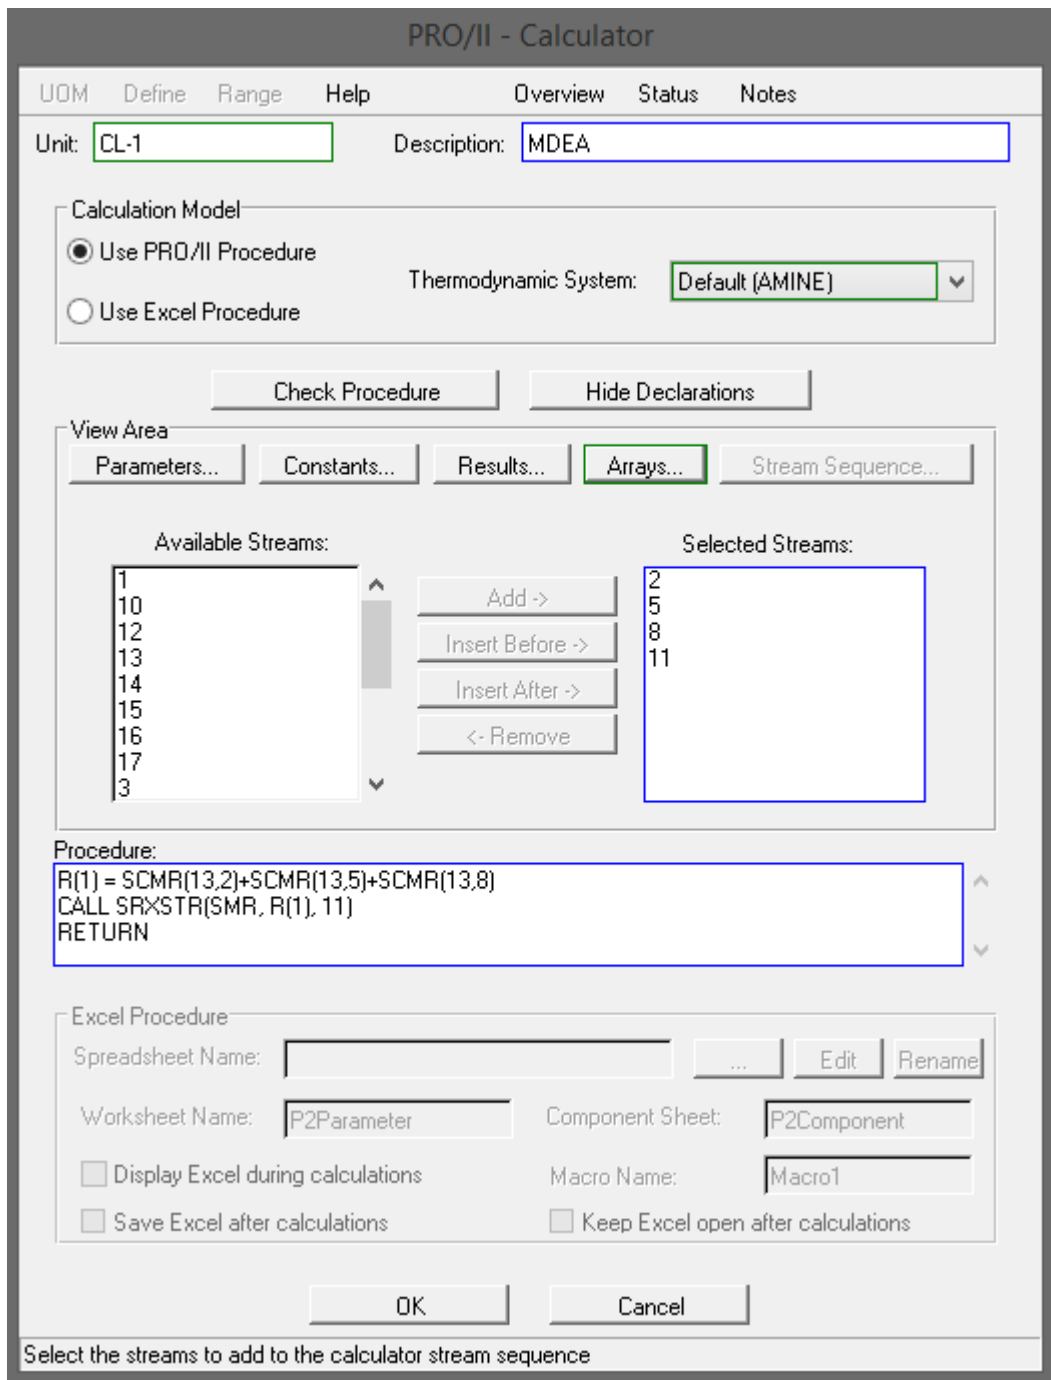 PRO/II - Calculator
UOM Define Range Help Overview Status Notes
Unit: CL-1 Description: MDEA
Calculation Model
Use PRO/II Procedure
Thermodynamic System: Default (AMINE)
Use Excel Procedure
Check Procedure Hide Declarations
View Area
Parameters... Constants... Results... Arrays... Stream Sequence...
Available Streams:
1
10
12
13
14
15
16
17
3
Add ->
Insert Before ->
Insert After ->
<- Remove
Selected Streams:
2
5
8
11
Procedure:
R(1) = SCMR(13,2)+SCMR(13,5)+SCMR(13,8)
CALL SRXSTR(SMR, R(1), 11)
RETURN
Excel Procedure
Spreadsheet Name: ... Edit Rename
Worksheet Name: P2Parameter Component Sheet: P2Component
Display Excel during calculations Macro Name: Macro1
Save Excel after calculations Keep Excel open after calculations
OK Cancel
Select the streams to add to the calculator stream sequence